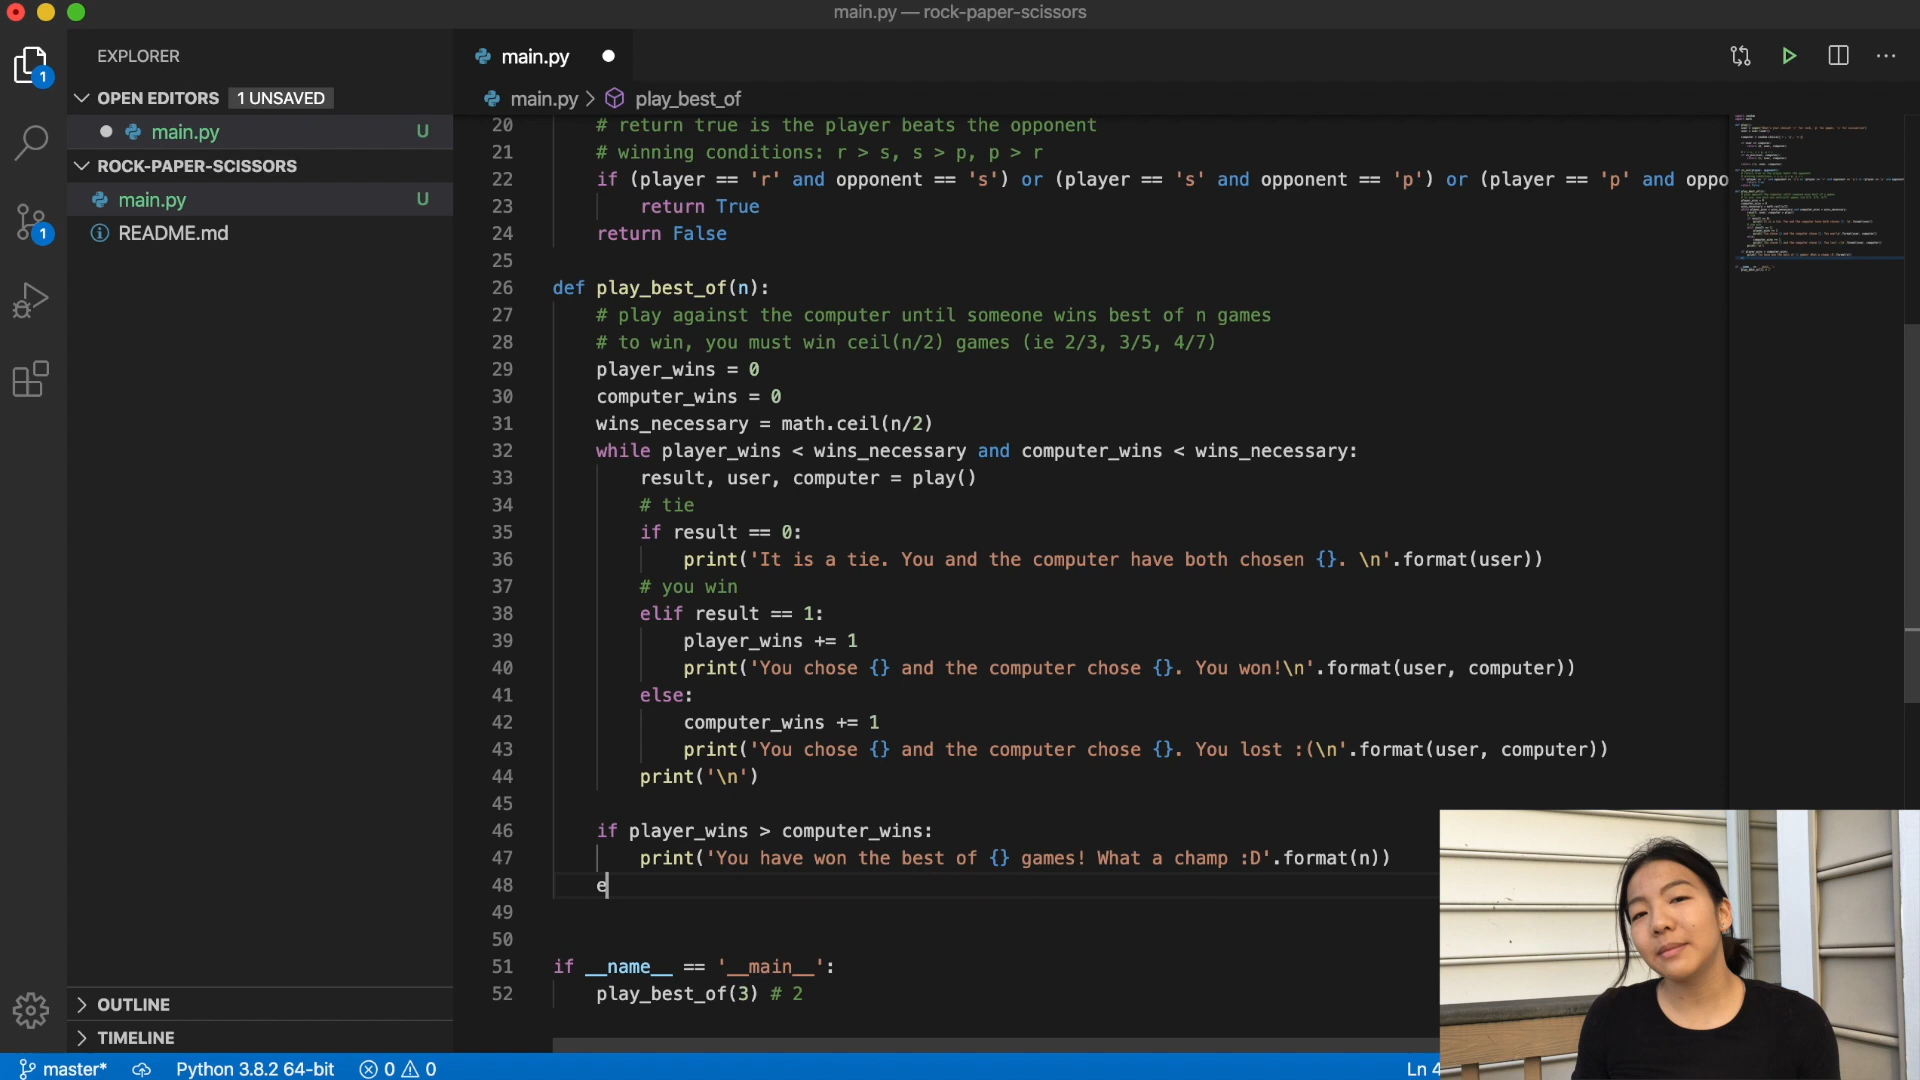 main.py — rock-paper-scissors
EXPLORER
OPEN EDITORS 1 UNSAVED
main.py U
ROCK-PAPER-SCISSORS
main.py U
README.md
OUTLINE
TIMELINE
1
1
main.py
main.py > play_best_of
20 # return true is the player beats the opponent
21 # winning conditions: r > s, s > p, p > r
22 if (player == 'r' and opponent == 's') or (player == 's' and opponent == 'p') or (player == 'p' and oppo
23 return True
24 return False
25
26 def play_best_of(n):
27 # play against the computer until someone wins best of n games
28 # to win, you must win ceil(n/2) games (ie 2/3, 3/5, 4/7)
29 player_wins = 0
30 computer_wins = 0
31 wins_necessary = math.ceil(n/2)
32 while player_wins < wins_necessary and computer_wins < wins_necessary:
33 result, user, computer = play()
34 # tie
35 if result == 0:
36 print('It is a tie. You and the computer have both chosen {}. \n'.format(user))
37 # you win
38 elif result == 1:
39 player_wins += 1
40 print('You chose {} and the computer chose {}. You won!\n'.format(user, computer))
41 else:
42 computer_wins += 1
43 print('You chose {} and the computer chose {}. You lost :(\n'.format(user, computer))
44 print('\n')
45
46 if player_wins > computer_wins:
47 print('You have won the best of {} games! What a champ :D'.format(n))
48 e
49
50
51 if __name__ == '__main__':
52 play_best_of(3) # 2
master* Python 3.8.2 64-bit 0 0 Ln 4